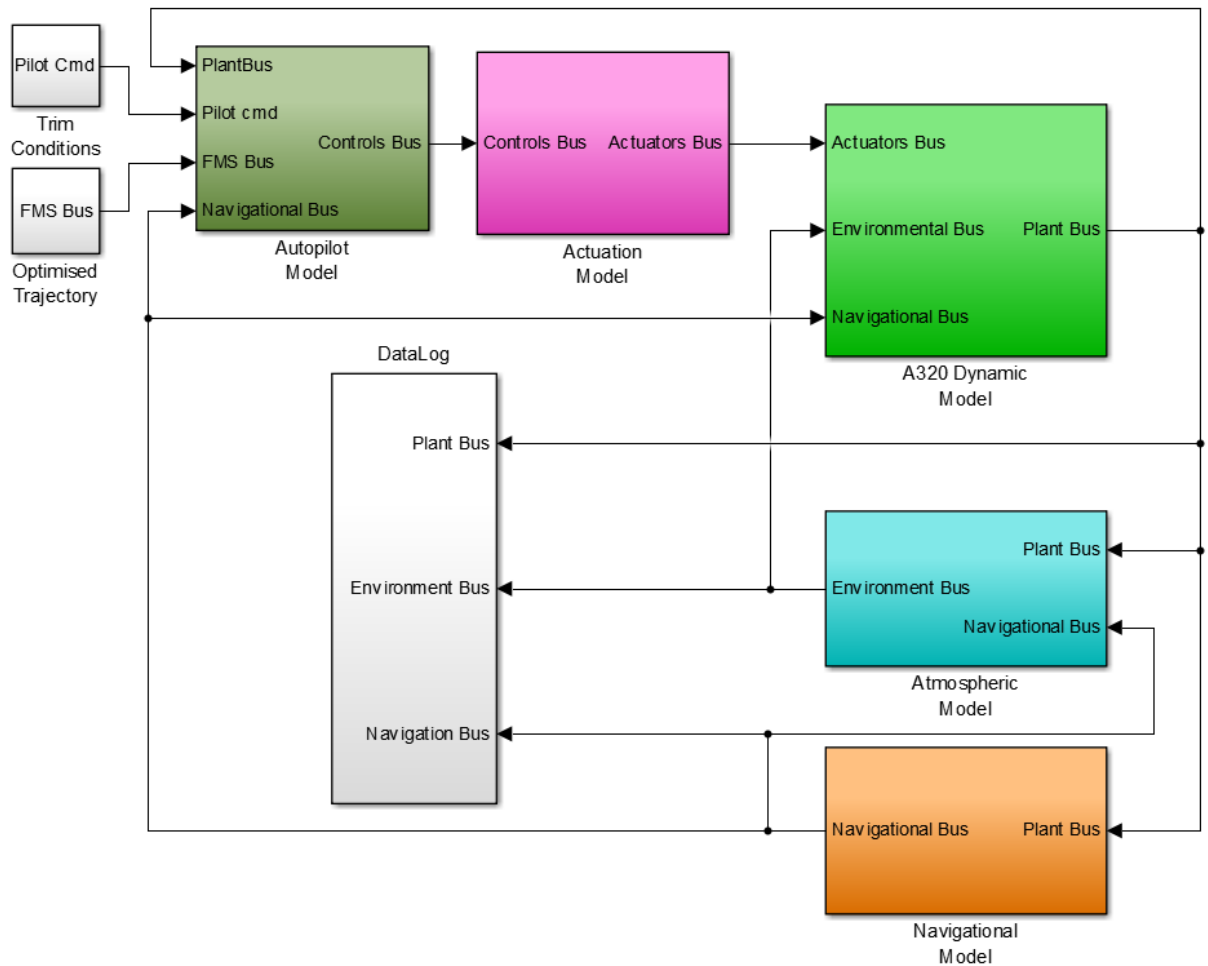 Pilot Cmd
Trim
Conditions
FMS Bus
Optimised
Trajectory
PlantBus
Pilot cmd
FMS Bus
Navigational Bus
Controls Bus
Autopilot
Model
Controls Bus
Actuators Bus
Actuation
Model
Actuators Bus
Environmental Bus
Navigational Bus
Plant Bus
A320 Dynamic
Model
DataLog
Plant Bus
Environment Bus
Navigation Bus
Plant Bus
Environment Bus
Navigational Bus
Atmospheric
Model
Navigational Bus
Plant Bus
Navigational
Model